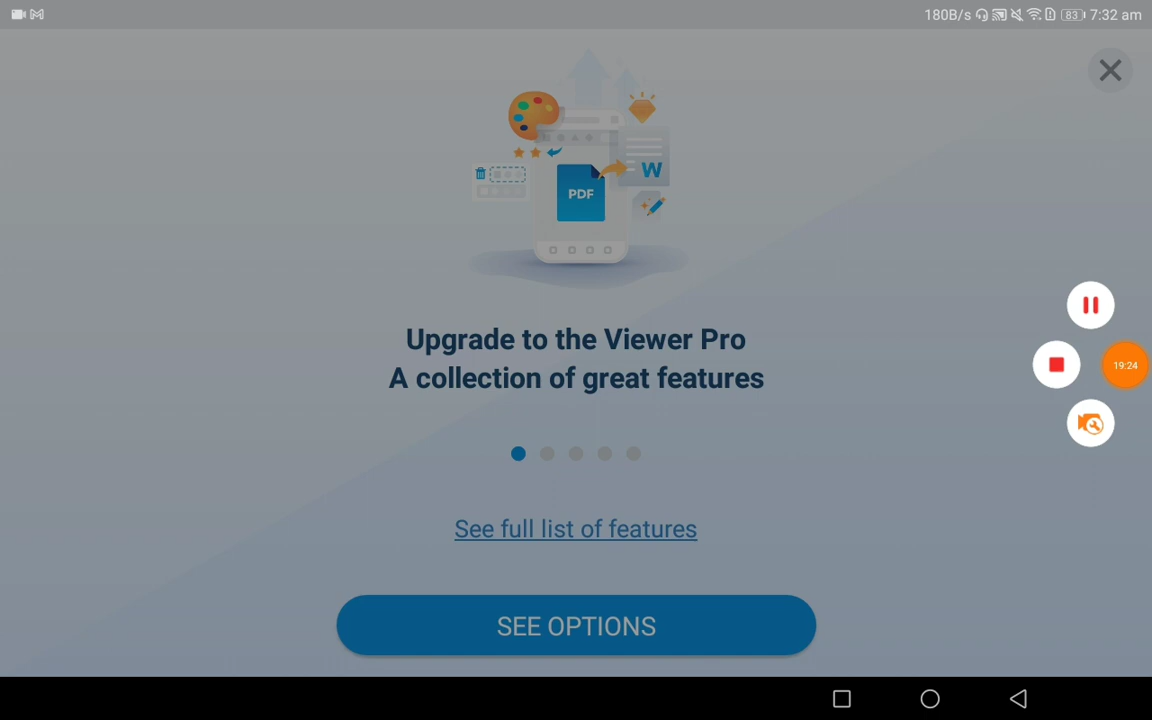 180B/s 83 7:32 am
PDF
W
Upgrade to the Viewer Pro
A collection of great features
19:24
See full list of features
SEE OPTIONS